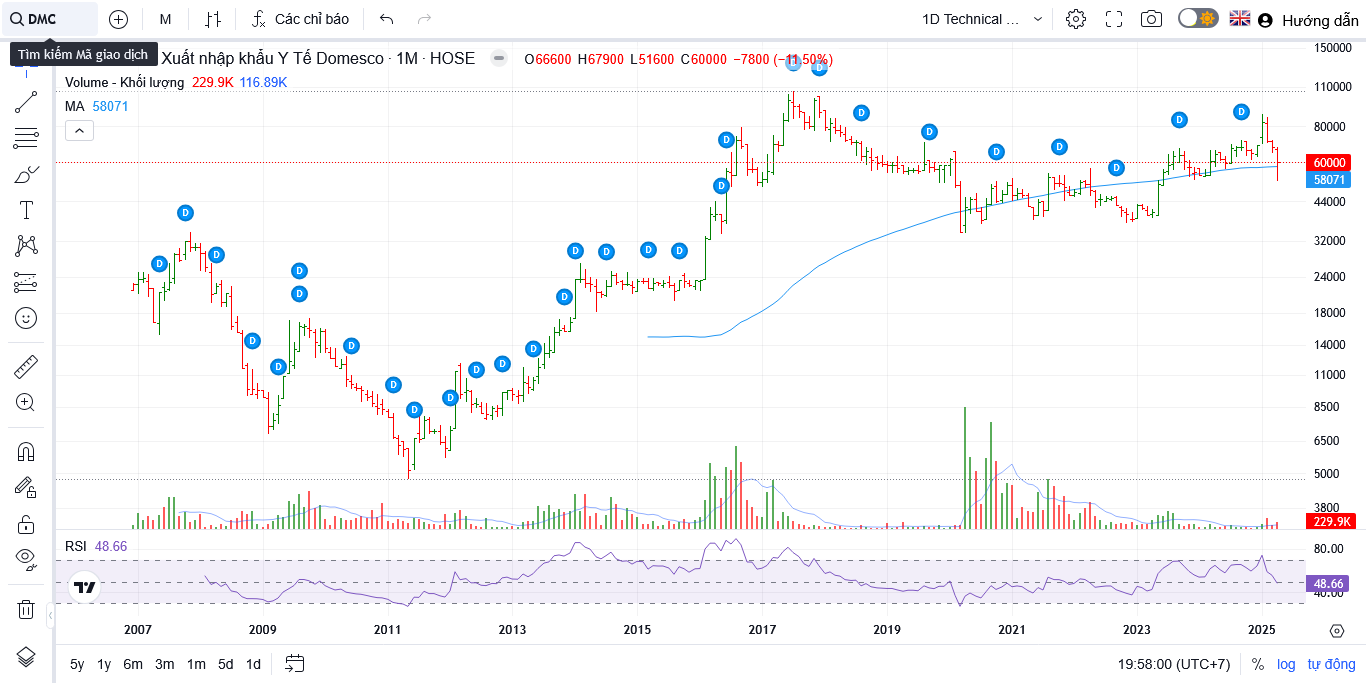 DMC M Các chỉ báo 1D Technical ... Hướng dẫn
Tìm kiếm Mã giao dịch
Xuất nhập khẩu Y Tế Domesco · 1M · HOSE O66600 H67900 L51600 C60000 −7800 (−11.50%)
Volume - Khối lượng 229.9K 116.89K
MA 58071
150000
110000
80000
60000
58071
44000
32000
24000
18000
14000
11000
8500
6500
5000
3800
229.9K
D D D D D D D D D D D D D D D D D D D D D D D D D D D D D D
RSI 48.66
80.00
48.66
40.00
2007 2009 2011 2013 2015 2017 2019 2021 2023 2025
5y 1y 6m 3m 1m 5d 1d 19:58:00 (UTC+7) % log tự động